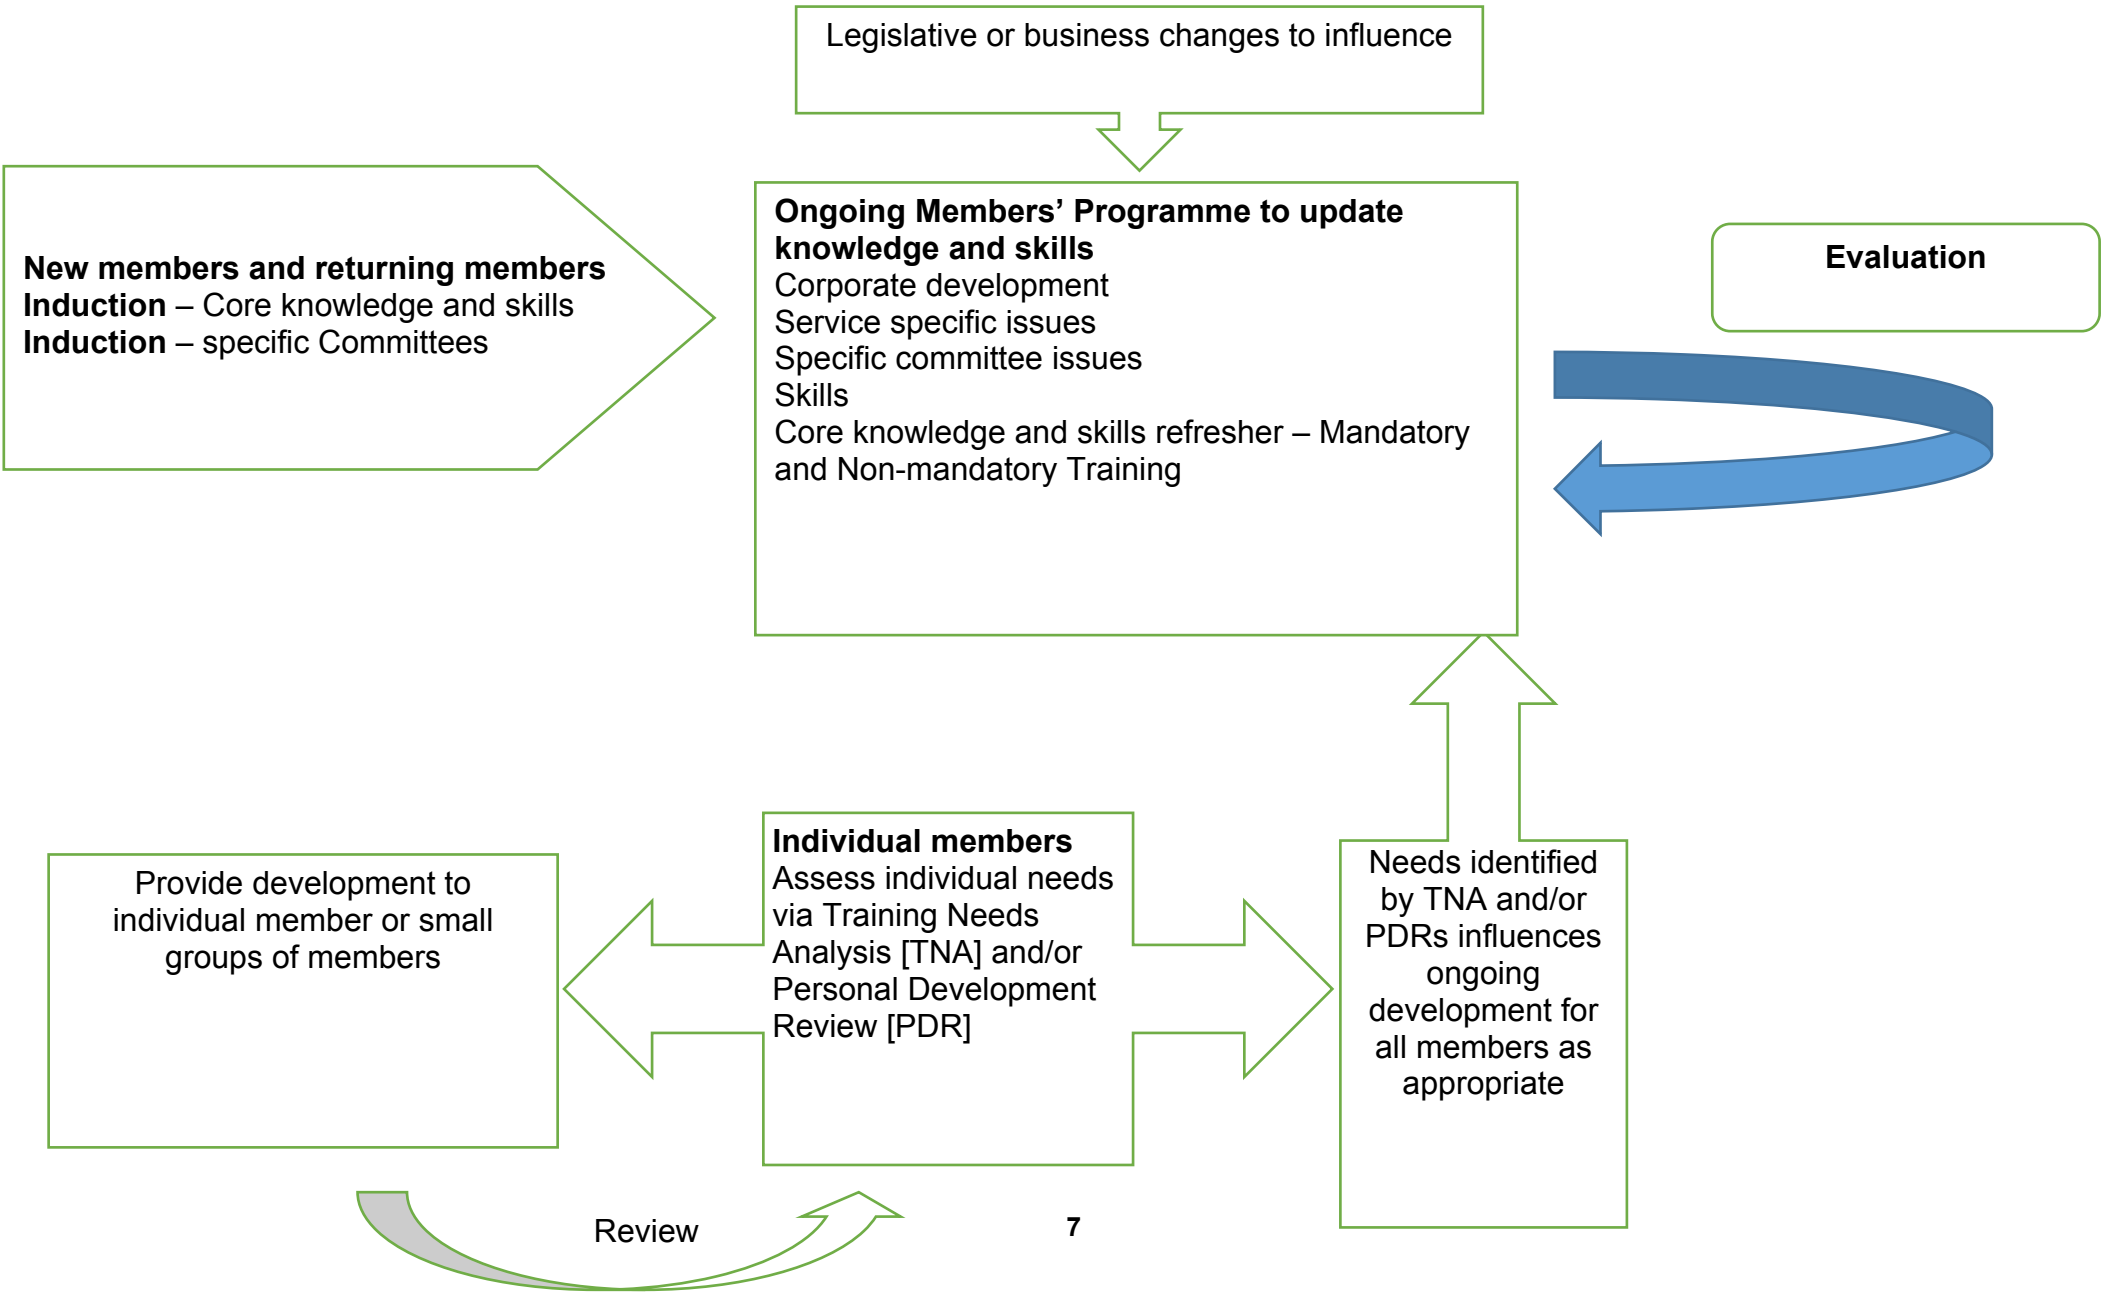 Legislative or business changes to influence
New members and returning members
Induction – Core knowledge and skills
Induction – specific Committees
Ongoing Members’ Programme to update
knowledge and skills
Corporate development
Service specific issues
Specific committee issues
Skills
Core knowledge and skills refresher – Mandatory
and Non-mandatory Training
Evaluation
Provide development to
individual member or small
groups of members
Individual members
Assess individual needs
via Training Needs
Analysis [TNA] and/or
Personal Development
Review [PDR]
Needs identified
by TNA and/or
PDRs influences
ongoing
development for
all members as
appropriate
Review
7